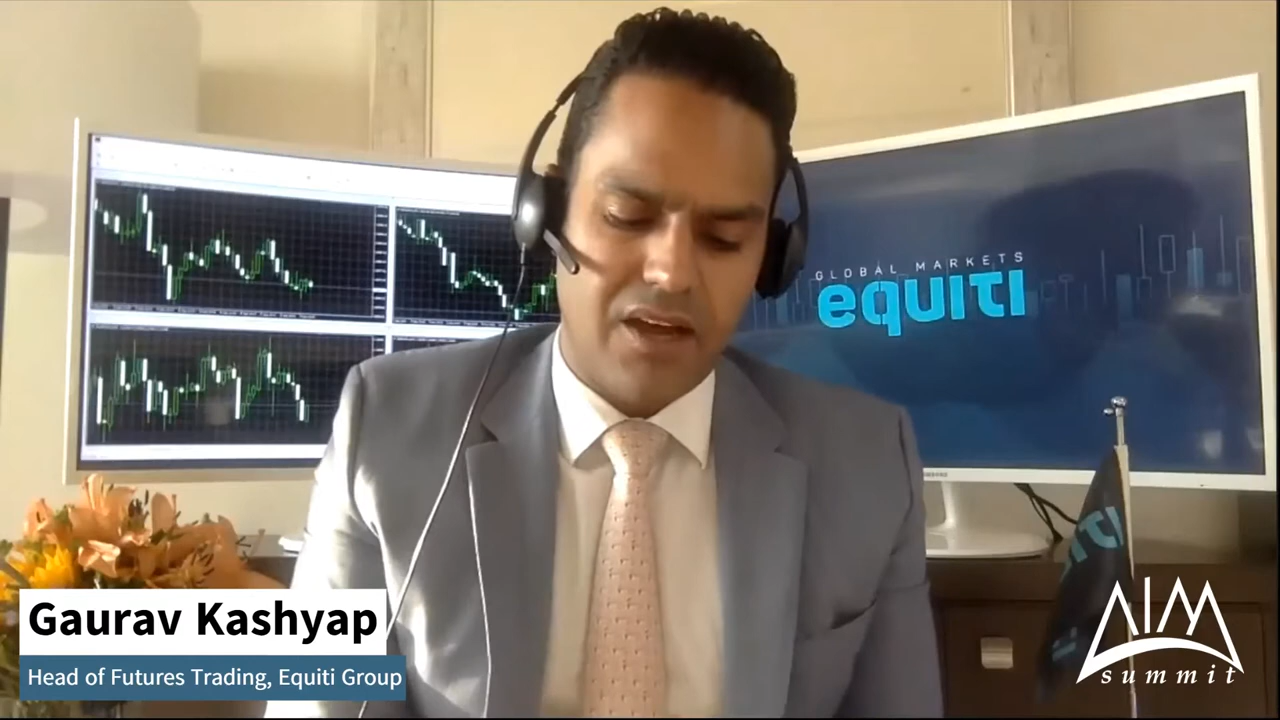 GLOBAL MARKETS
equiti
Gaurav Kashyap
Head of Futures Trading, Equiti Group
AIM
summit